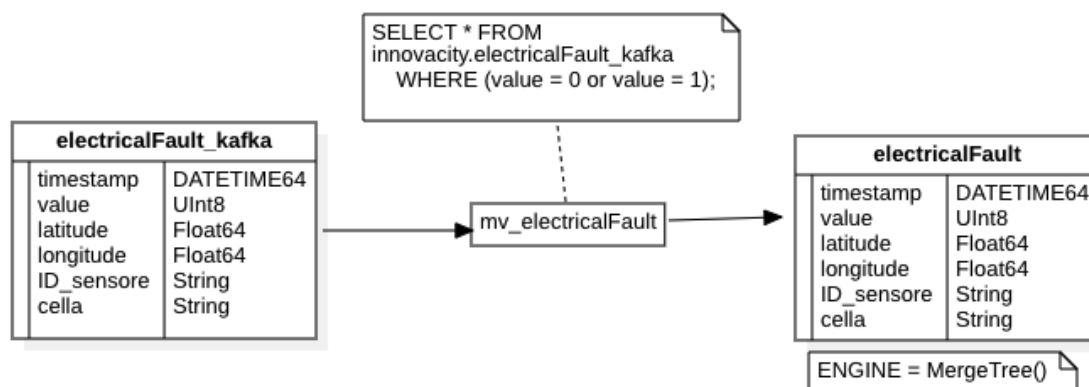 SELECT * FROM
innovacity.electricalFault_kafka
WHERE (value = 0 or value = 1);
electricalFault_kafka
timestamp DATETIME64
value UInt8
latitude Float64
longitude Float64
ID_sensore String
cella String
mv_electricalFault
electricalFault
timestamp DATETIME64
value UInt8
latitude Float64
longitude Float64
ID_sensore String
cella String
ENGINE = MergeTree()